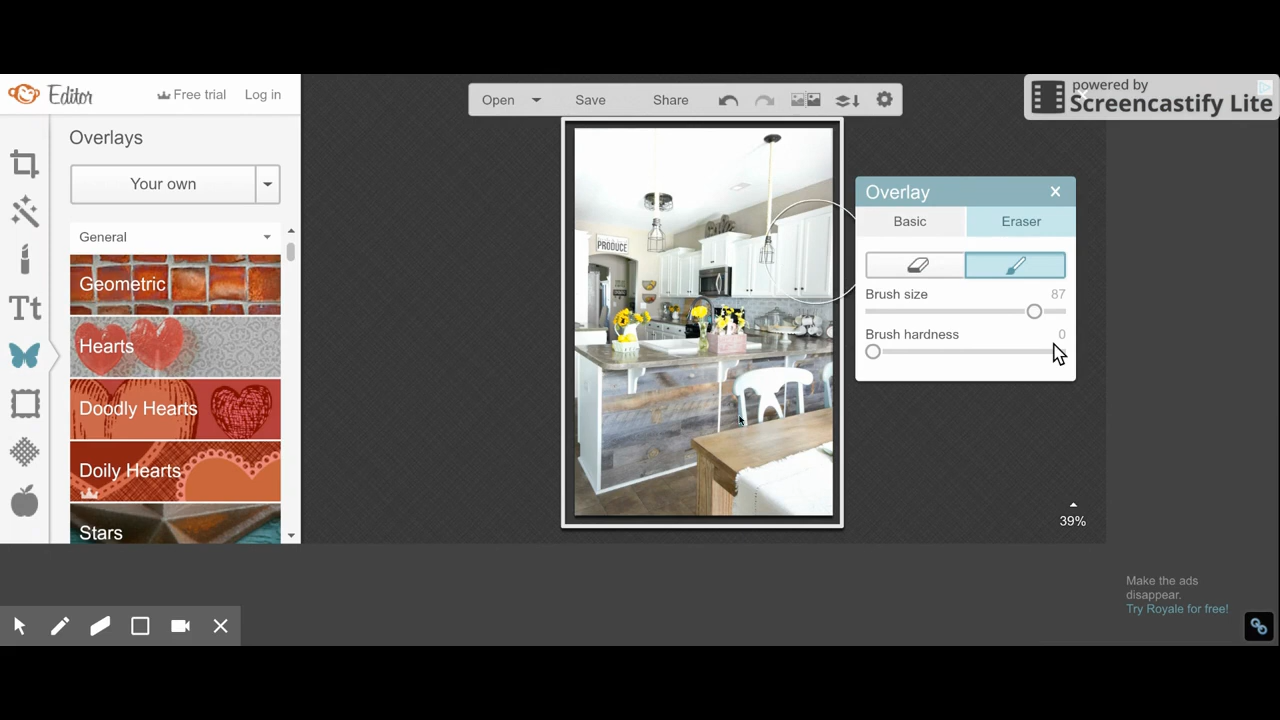 Editor
Free trial
Log in
Open
Save
Share
powered by
Screencastify Lite
Overlays
Your own
General
Geometric
Hearts
Doodly Hearts
Doily Hearts
Stars
PRODUCE
Overlay
Basic
Eraser
Brush size
87
Brush hardness
0
39%
Make the ads
disappear.
Try Royale for free!